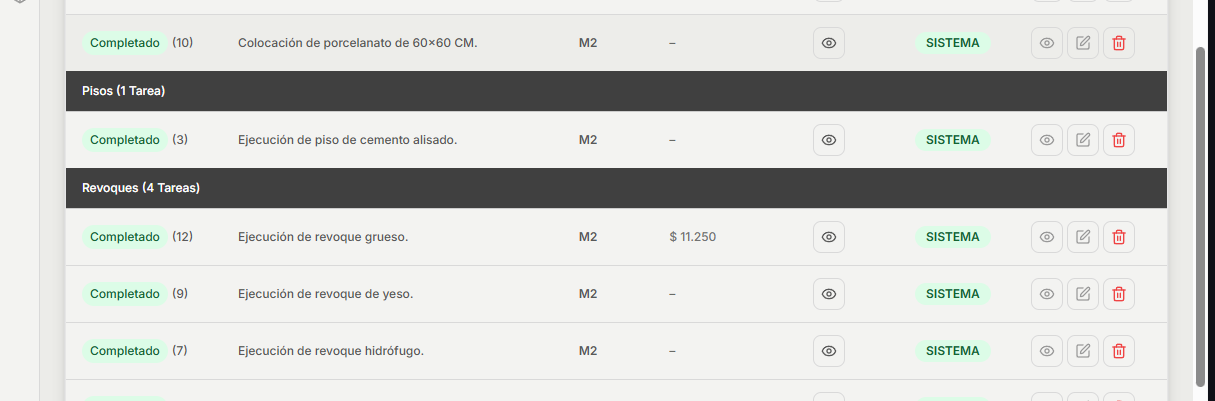 Completado (10) Colocación de porcelanato de 60×60 CM. M2 – SISTEMA
Pisos (1 Tarea)
Completado (3) Ejecución de piso de cemento alisado. M2 – SISTEMA
Revoques (4 Tareas)
Completado (12) Ejecución de revoque grueso. M2 $ 11.250 SISTEMA
Completado (9) Ejecución de revoque de yeso. M2 – SISTEMA
Completado (7) Ejecución de revoque hidrófugo. M2 – SISTEMA